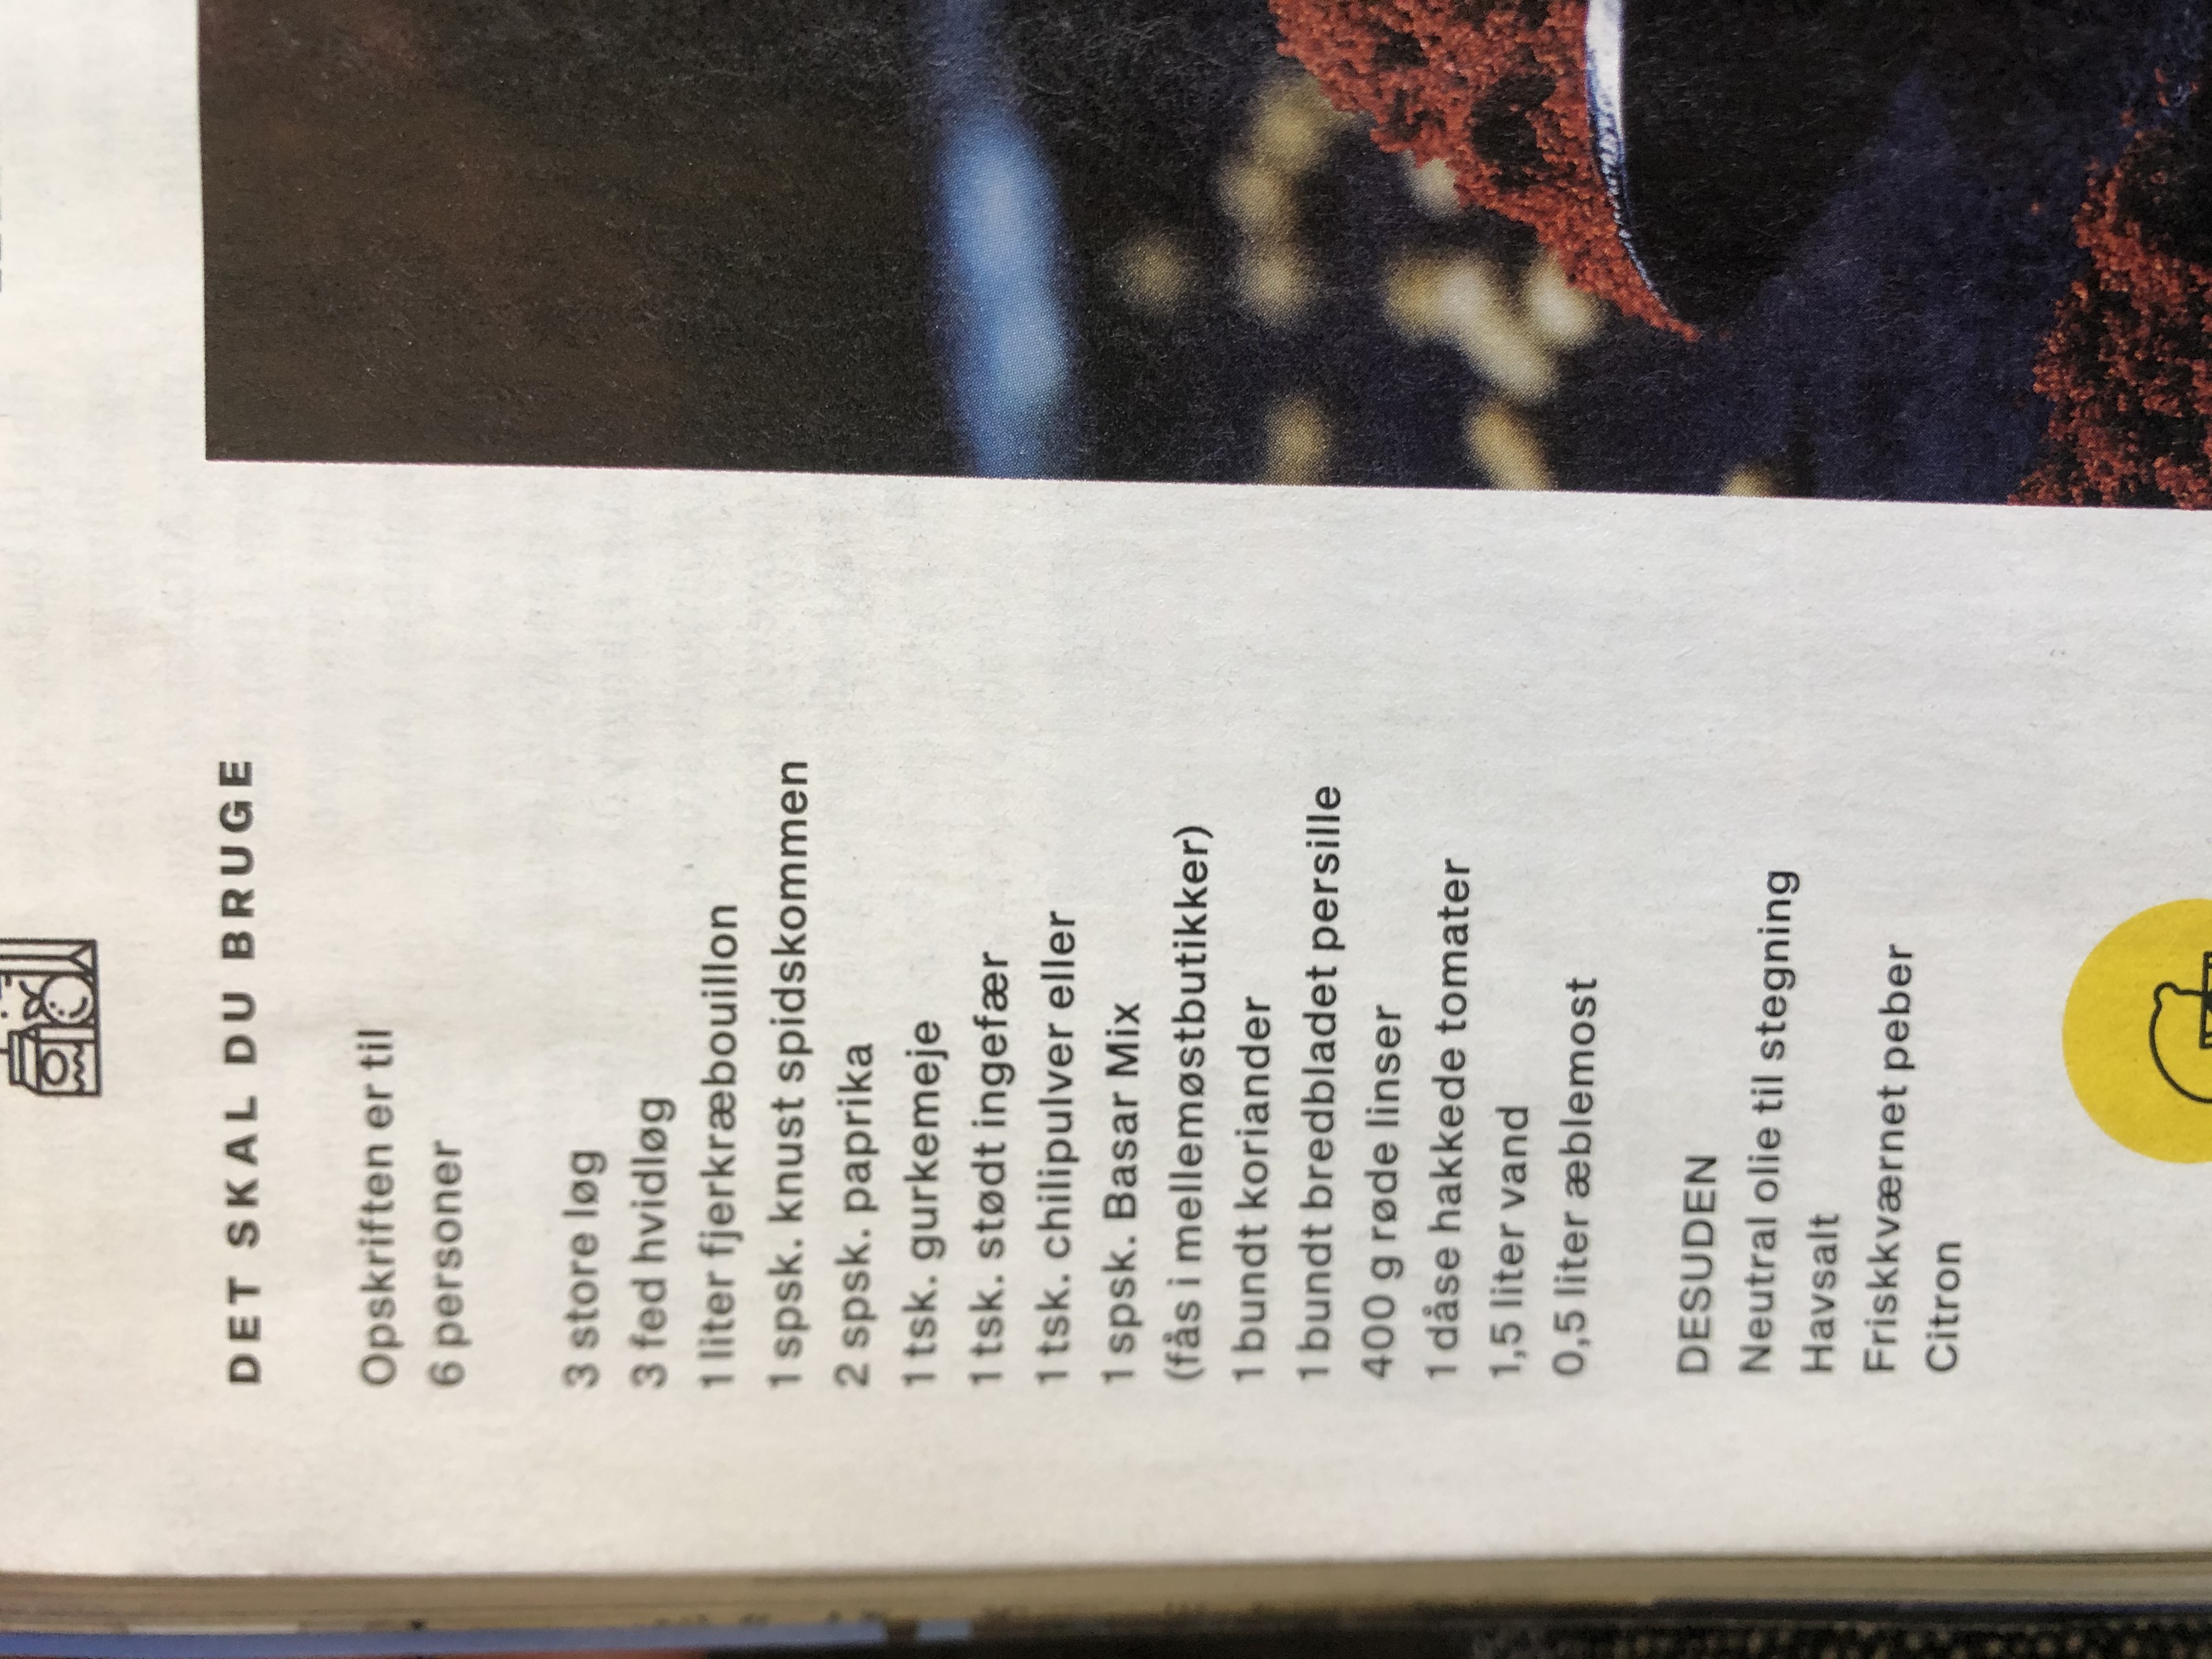 DET SKAL DU BRUGE
Opskriften er til
6 personer
3 store løg
3 fed hvidløg
1 liter fjerkræbouillon
1 spsk. knust spidskommen
2 spsk. paprika
1 tsk. gurkemeje
1 tsk. stødt ingefær
1 tsk. chilipulver eller
1 spsk. Basar Mix
(fås i mellemøstbutikker)
1 bundt koriander
1 bundt bredbladet persille
400 g røde linser
1 dåse hakkede tomater
1,5 liter vand
0,5 liter æblemost
DESUDEN
Neutral olie til stegning
Havsalt
Friskkværnet peber
Citron